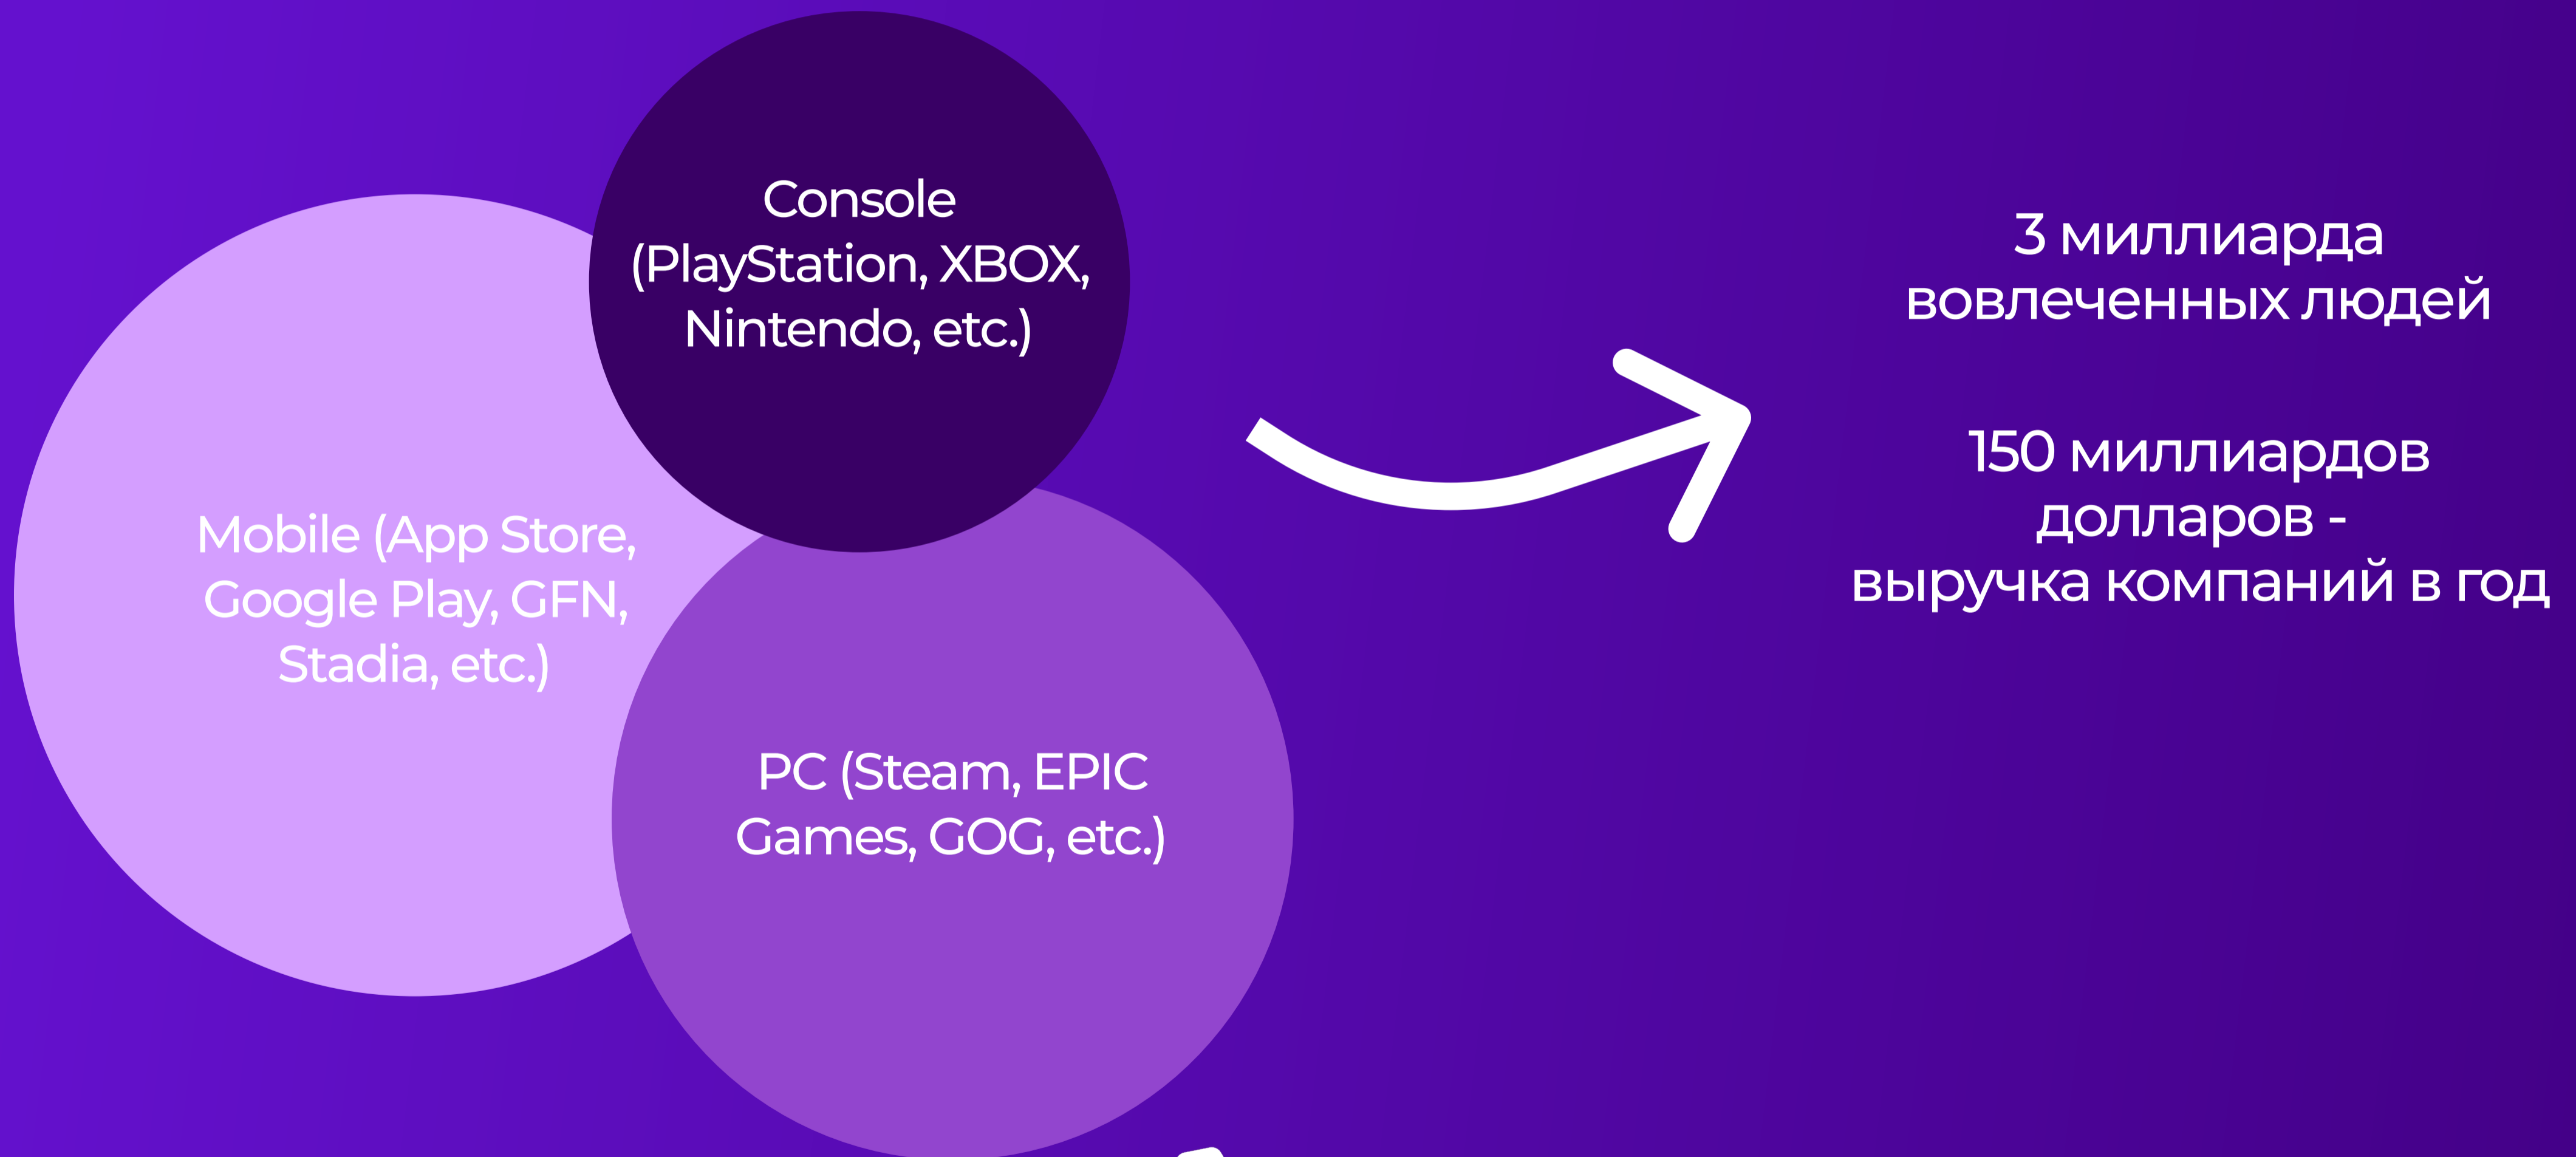 Console
(PlayStation, XBOX,
Nintendo, etc.)
Mobile (App Store,
Google Play, GFN,
Stadia, etc.)
PC (Steam, EPIC
Games, GOG, etc.)
3 миллиарда
вовлеченных людей
150 миллиардов
долларов -
выручка компаний в год